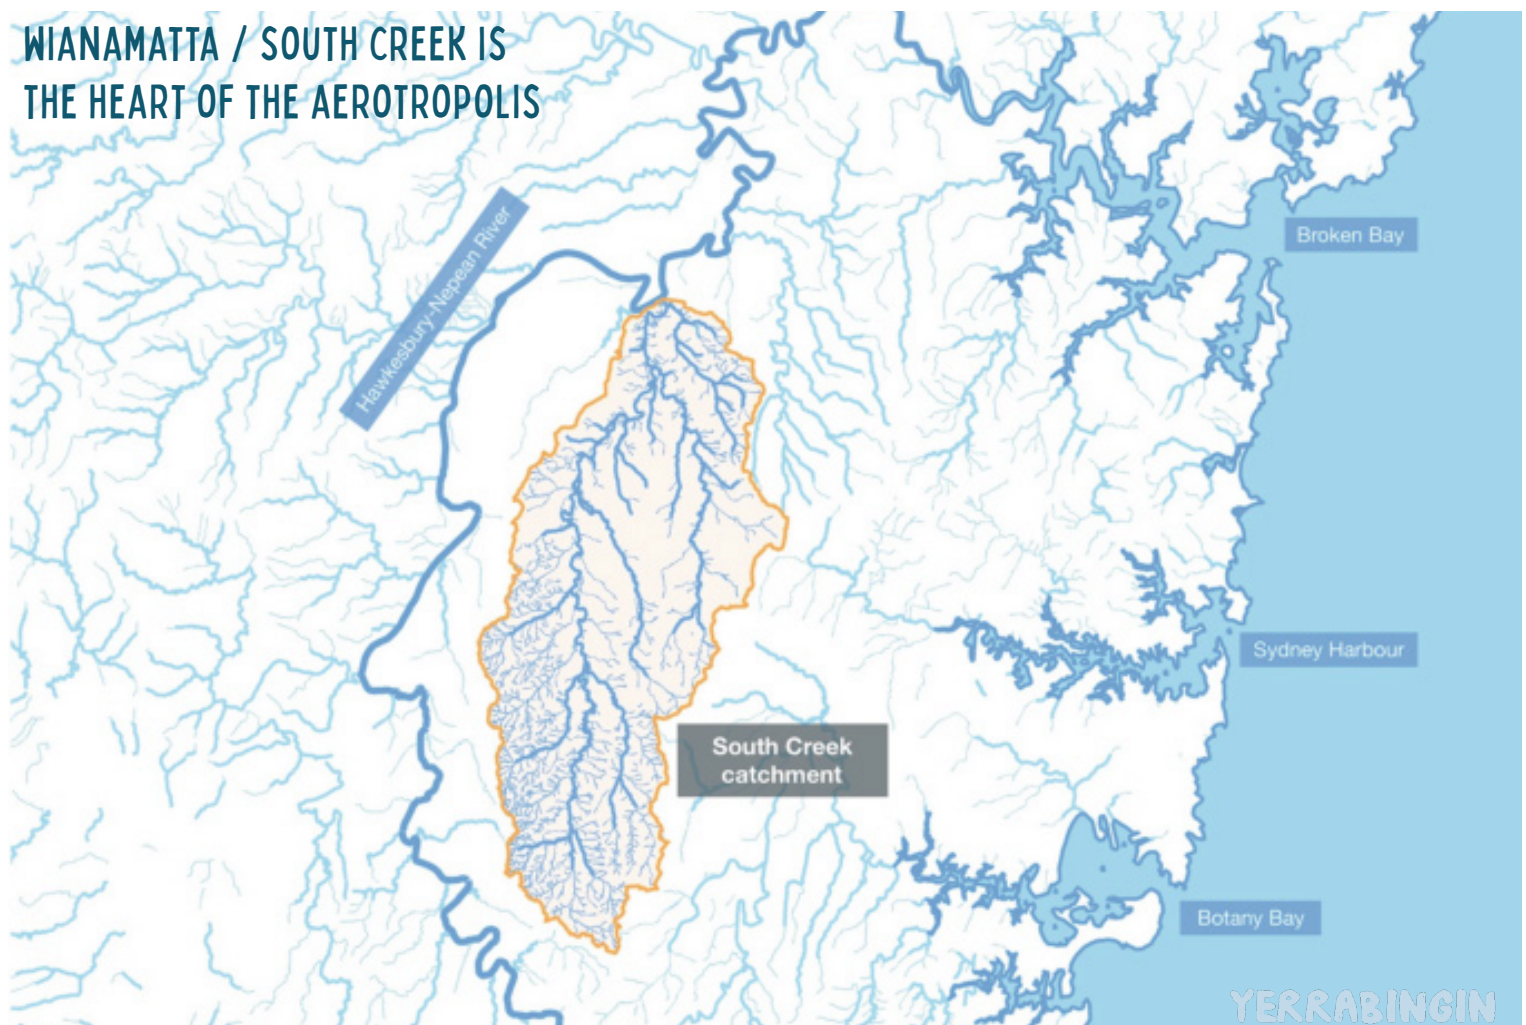 WIANAMATTA / SOUTH CREEK IS
THE HEART OF THE AEROTROPOLIS
Hawkesbury-Nepean River
Broken Bay
Sydney Harbour
South Creek
catchment
Botany Bay
YERRABINGIN